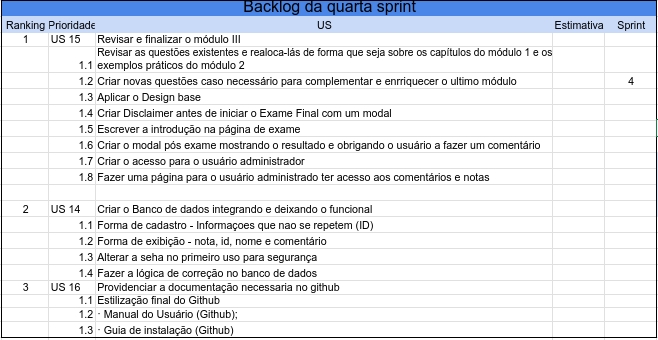 Backlog da quarta sprint
Ranking Prioridade US Estimativa Sprint
1 US 15 Revisar e finalizar o módulo III
Revisar as questões existentes e realoca-lás de forma que seja sobre os capítulos do módulo 1 e os
1.1 exemplos práticos do módulo 2
1.2 Criar novas questões caso necessário para complementar e enrriquecer o ultimo módulo 4
1.3 Aplicar o Design base
1.4 Criar Disclaimer antes de iniciar o Exame Final com um modal
1.5 Escrever a introdução na página de exame
1.6 Criar o modal pós exame mostrando o resultado e obrigando o usuário a fazer um comentário
1.7 Criar o acesso para o usuário administrador
1.8 Fazer uma página para o usuário administrado ter acesso aos comentários e notas
2 US 14 Criar o Banco de dados integrando e deixando o funcional
1.1 Forma de cadastro - Informaçoes que nao se repetem (ID)
1.2 Forma de exibição - nota, id, nome e comentário
1.3 Alterar a seha no primeiro uso para segurança
1.4 Fazer a lógica de correção no banco de dados
3 US 16 Providenciar a documentação necessaria no github
1.1 Estilização final do Github
1.2 · Manual do Usuário (Github);
1.3 · Guia de instalação (Github)